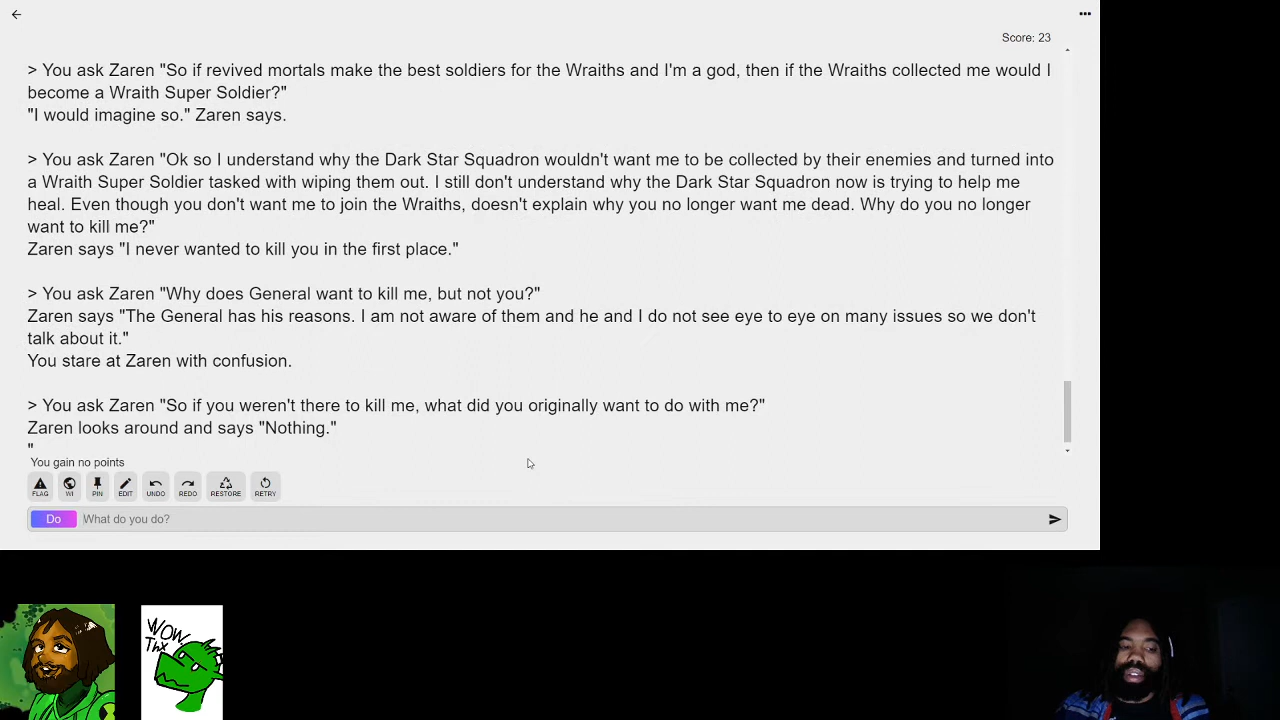 Score: 23
> You ask Zaren "So if revived mortals make the best soldiers for the Wraiths and I'm a god, then if the Wraiths collected me would I
become a Wraith Super Soldier?"
"I would imagine so." Zaren says.
> You ask Zaren "Ok so I understand why the Dark Star Squadron wouldn't want me to be collected by their enemies and turned into
a Wraith Super Soldier tasked with wiping them out. I still don't understand why the Dark Star Squadron now is trying to help me
heal. Even though you don't want me to join the Wraiths, doesn't explain why you no longer want me dead. Why do you no longer
want to kill me?"
Zaren says "I never wanted to kill you in the first place."
> You ask Zaren "Why does General want to kill me, but not you?"
Zaren says "The General has his reasons. I am not aware of them and he and I do not see eye to eye on many issues so we don't
talk about it."
You stare at Zaren with confusion.
> You ask Zaren "So if you weren't there to kill me, what did you originally want to do with me?"
Zaren looks around and says "Nothing."
"
You gain no points
FLAG WI PIN EDIT UNDO REDO RESTORE RETRY
Do What do you do?
WOW
Thx